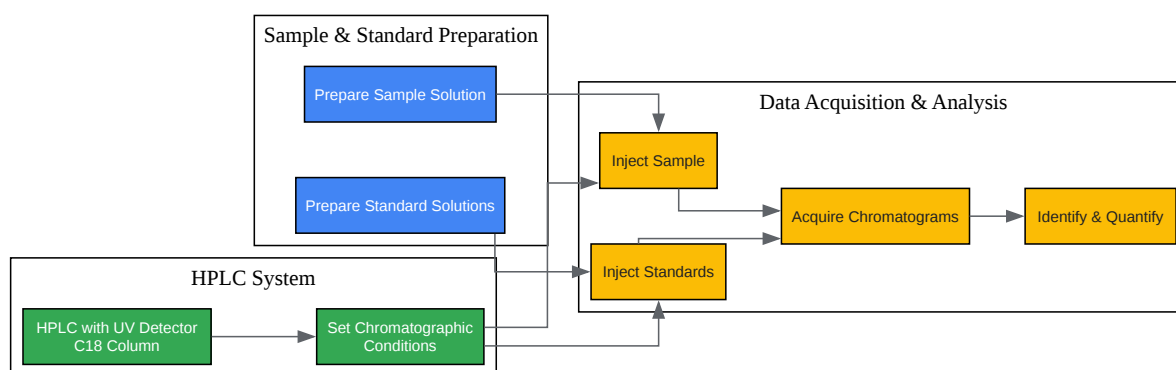 Sample & Standard Preparation
Prepare Sample Solution
Prepare Standard Solutions
HPLC System
HPLC with UV Detector
C18 Column
Set Chromatographic
Conditions
Data Acquisition & Analysis
Inject Sample
Inject Standards
Acquire Chromatograms
Identify & Quantify